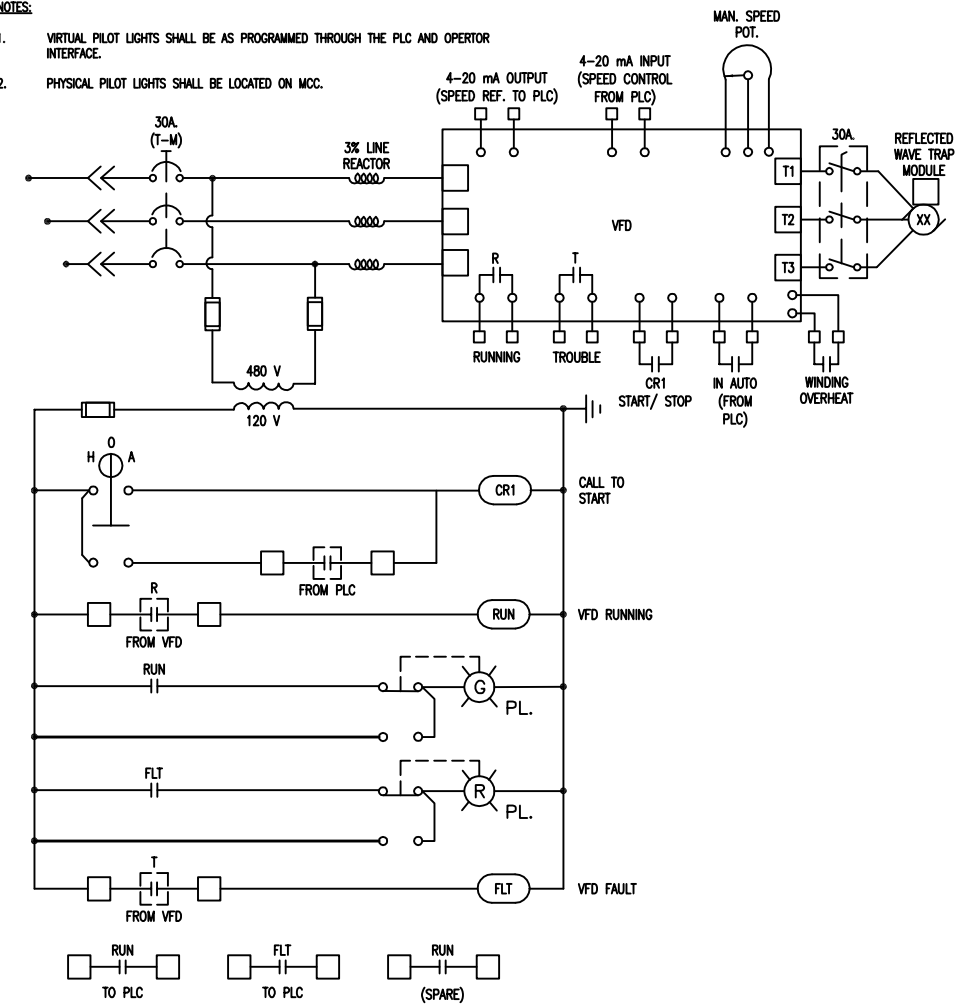 NOTES:
1. VIRTUAL PILOT LIGHTS SHALL BE AS PROGRAMMED THROUGH THE PLC AND OPERTOR
INTERFACE.
2. PHYSICAL PILOT LIGHTS SHALL BE LOCATED ON MCC.
MAN. SPEED
POT.
4-20 mA OUTPUT
(SPEED REF. TO PLC)
4-20 mA INPUT
(SPEED CONTROL
FROM PLC)
30A.
(T-M)
3% LINE
REACTOR
30A.
REFLECTED
WAVE TRAP
MODULE
T1
T2
T3
XX
VFD
R
T
RUNNING
TROUBLE
CR1
START/ STOP
IN AUTO
(FROM
PLC)
WINDING
OVERHEAT
480 V
120 V
H
O
A
CR1
CALL TO
START
FROM PLC
R
FROM VFD
RUN
VFD RUNNING
RUN
G
PL.
FLT
R
PL.
T
FROM VFD
FLT
VFD FAULT
RUN
TO PLC
FLT
TO PLC
RUN
(SPARE)